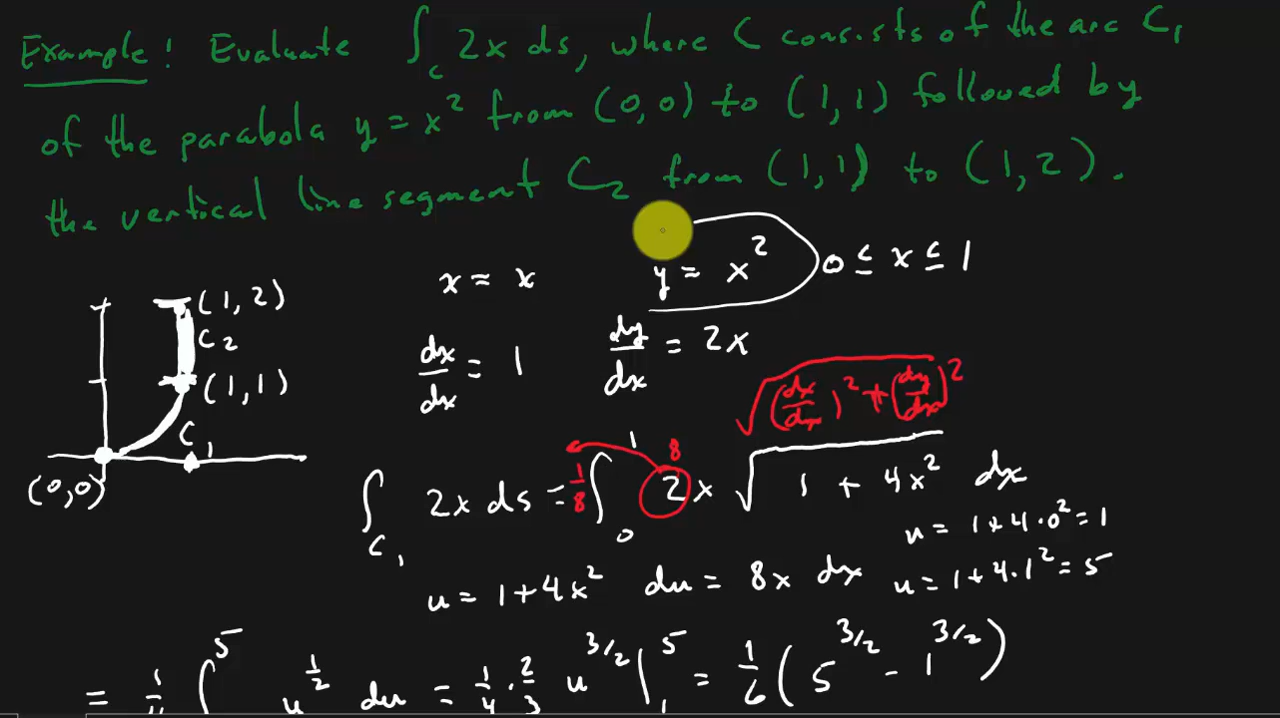 Example! Evaluate ∫_C 2x ds, where C consists of the arc C₁
of the parabola y = x² from (0,0) to (1,1) followed by
the vertical line segment C₂ from (1,1) to (1,2).
x = x y = x² 0 ≤ x ≤ 1
(1,2)
C₂
(1,1)
C₁
(0,0)
dx/dx = 1 dy/dx = 2x
√((dx/dx)² + (dy/dx)²)
∫_C₁ 2x ds = 1/8 ∫₀¹ 8 2x √(1 + 4x²) dx
u = 1+4·0² = 1
u = 1+4x² du = 8x dx u = 1+4·1² = 5
= 1/4 ∫ ⁵ u^(1/2) du = 1/4 · 2/3 u^(3/2) |₁⁵ = 1/6 (5^(3/2) - 1^(3/2))